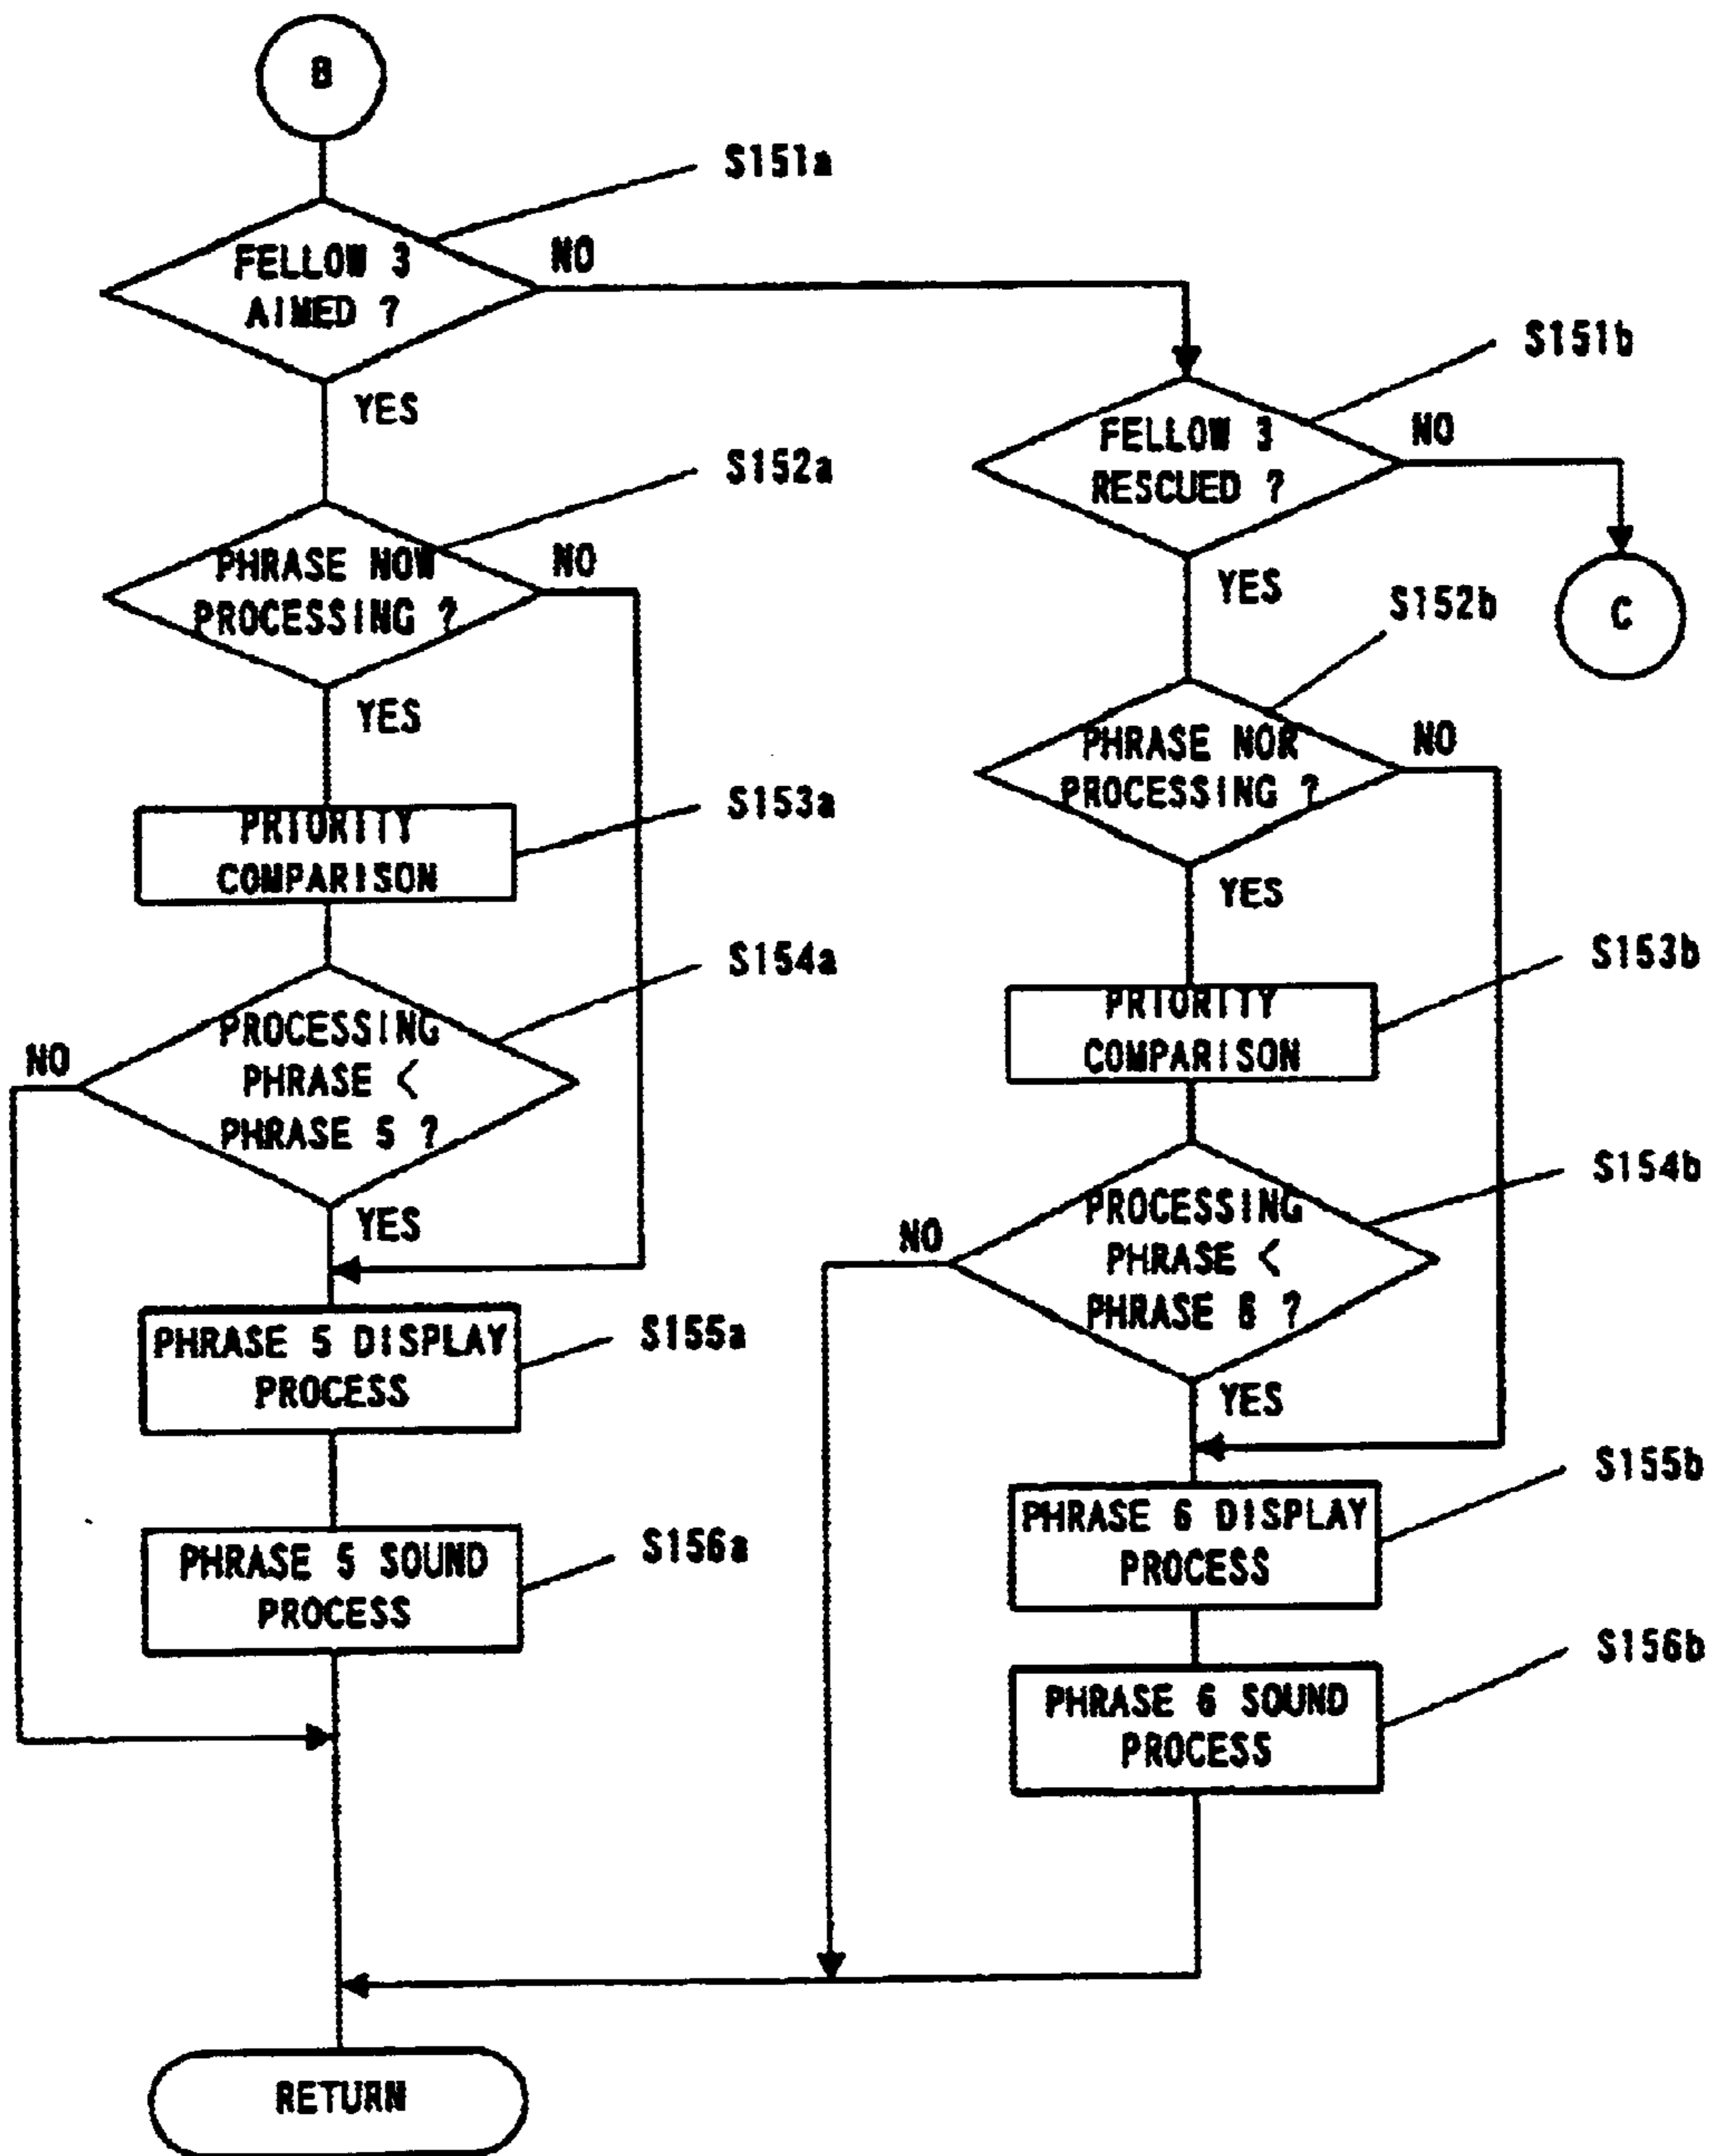 B
S151a
FELLOW 3
AIMED ?
NO
YES
S151b
FELLOW 3
RESCUED ?
NO
YES
C
S152a
PHRASE NOW
PROCESSING ?
NO
YES
S152b
PHRASE NOR
PROCESSING ?
NO
YES
S153a
PRIORITY
COMPARISON
S153b
PRIORITY
COMPARISON
S154a
PROCESSING
PHRASE <
PHRASE 5 ?
NO
YES
S154b
PROCESSING
PHRASE <
PHRASE 6 ?
NO
YES
S155a
PHRASE 5 DISPLAY
PROCESS
S155b
PHRASE 6 DISPLAY
PROCESS
S156a
PHRASE 5 SOUND
PROCESS
S156b
PHRASE 6 SOUND
PROCESS
RETURN